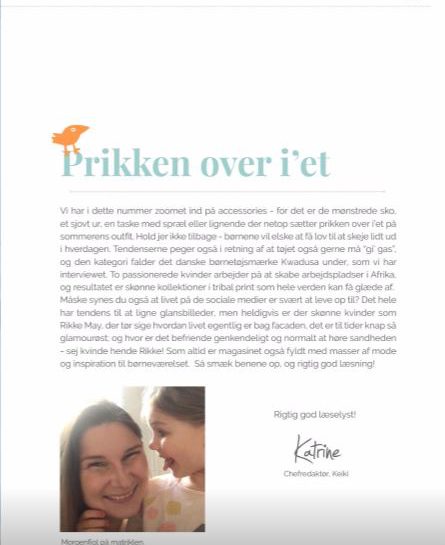 Prikken over i'et
Vi har i dette nummer zoomet ind på accessories - for det er de mønstrede sko,
et sjovt ur, en taske med spræl eller lignende der netop sætter prikken over i'et på
sommerens outfit. Hold jer ikke tilbage - børnene vil elske at få lov til at skeje lidt ud
i hverdagen. Tendenserne peger også i retning af at tøjet også gerne må "gi' gas",
og den kategori falder det danske børnetøjsmærke Kwadusa under, som vi har
interviewet. To passionerede kvinder arbejder på at skabe arbejdspladser i Afrika,
og resultatet er skønne kollektioner i tribal print som hele verden kan få glæde af.
Måske synes du også at livet på de sociale medier er svært at leve op til? Det hele
har tendens til at ligne glansbilleder, men heldigvis er der skønne kvinder som
Rikke May, der tør sige hvordan livet egentlig er bag facaden, det er til tider knap så
glamourøst, og hvor er det befriende genkendeligt og normalt at høre sandheden
- sej kvinde hende Rikke! Som altid er magasinet også fyldt med masser af mode
og inspiration til børneværelset. Så smæk benene op, og rigtig god læsning!
Rigtig god læselyst!
Katrine
Chefredaktør, Keiki
Morgenfjol på matriklen